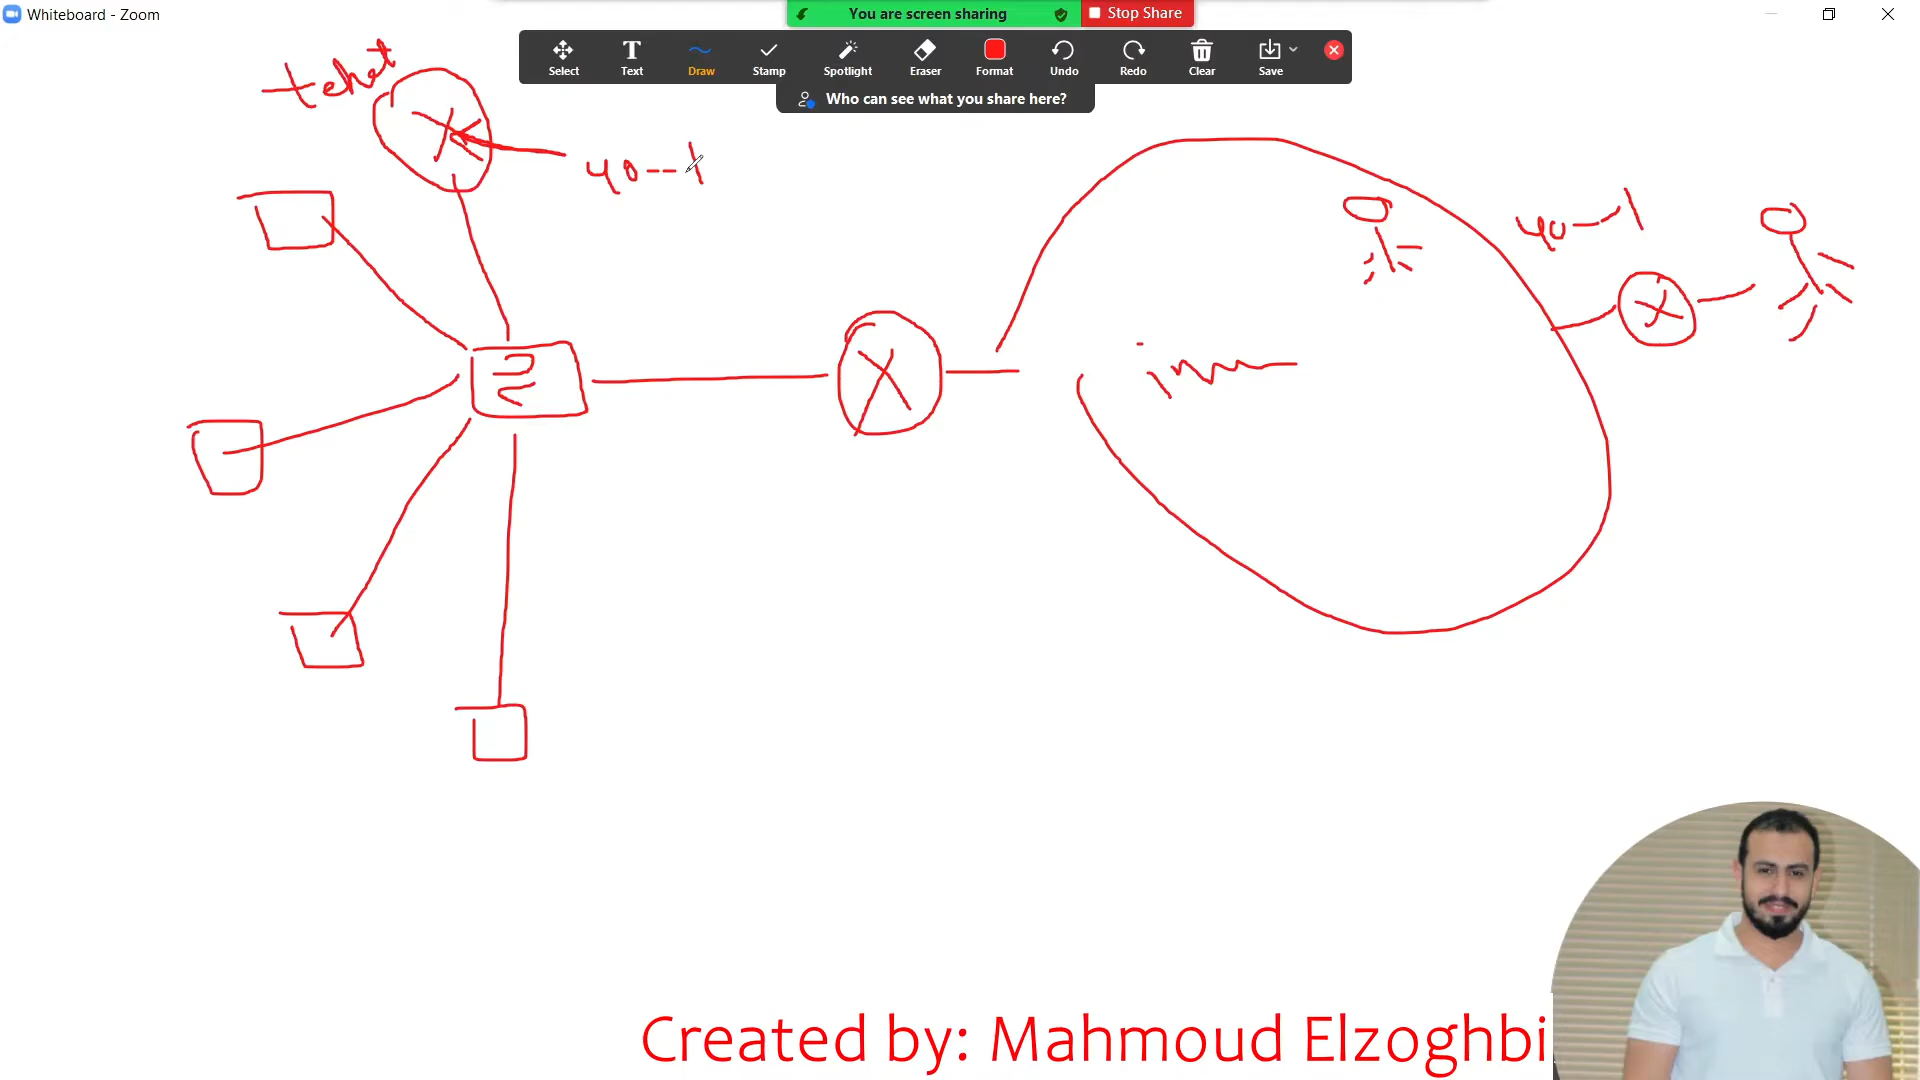 Whiteboard - Zoom
You are screen sharing
Stop Share
Select
Text
Draw
Stamp
Spotlight
Eraser
Format
Undo
Redo
Clear
Save
Who can see what you share here?
40--1
40--1
2
Created by: Mahmoud Elzoghbi